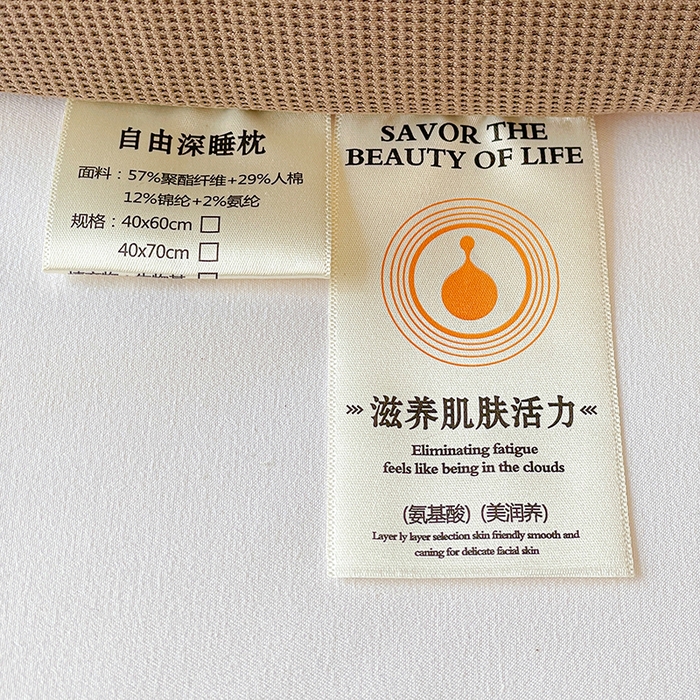 自由深睡枕
面料：57%聚酯纤维+29%人棉
12%锦纶+2%氨纶
规格：40x60cm
40x70cm
SAVOR THE
BEAUTY OF LIFE
滋养肌肤活力
Eliminating fatigue
feels like being in the clouds
（氨基酸）（美润养）
Layer ly layer selection skin friendly smooth and
caning for delicate facial skin